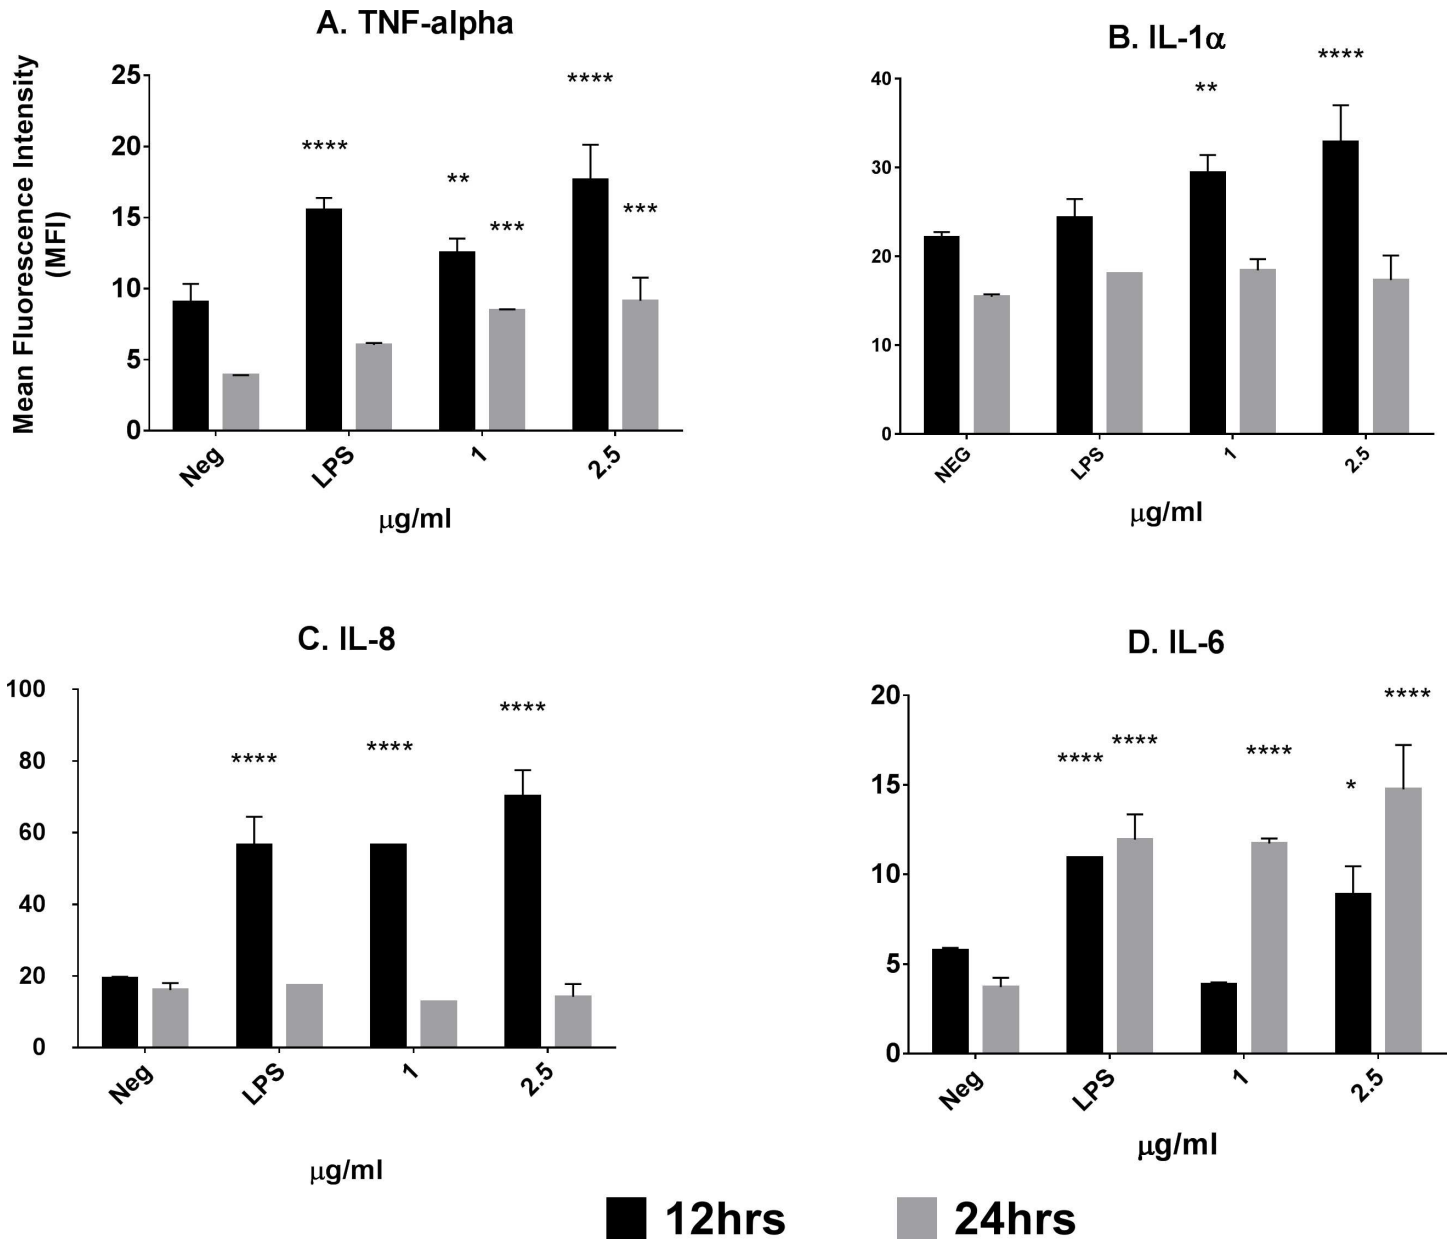 A. TNF-alpha
Mean Fluorescence Intensity
(MFI)
25
20
15
10
5
0
****
****
**
***
***
Neg
LPS
1
2.5
μg/ml
B. IL-1α
40
30
20
10
0
**
****
NEG
LPS
1
2.5
μg/ml
C. IL-8
100
80
60
40
20
0
****
****
****
Neg
LPS
1
2.5
μg/ml
D. IL-6
20
15
10
5
0
****
****
****
*
****
Neg
LPS
1
2.5
μg/ml
12hrs
24hrs